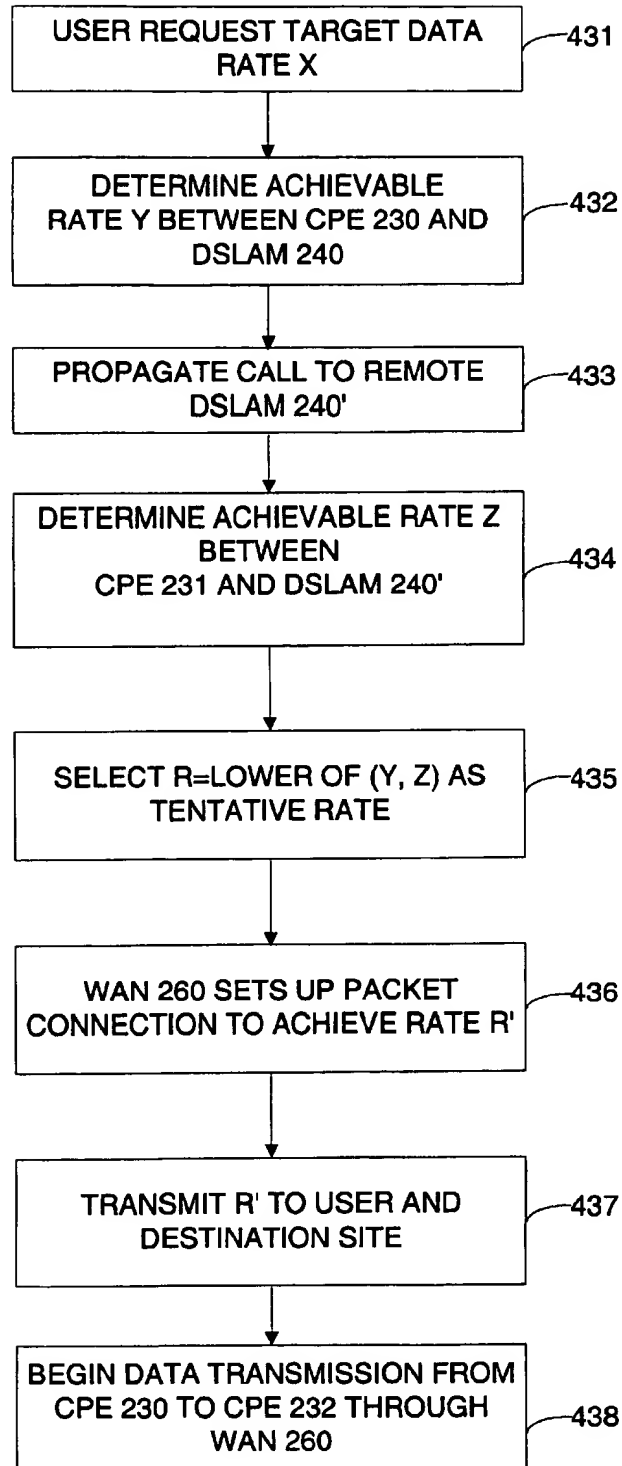 USER REQUEST TARGET DATA
RATE X
431
DETERMINE ACHIEVABLE
RATE Y BETWEEN CPE 230 AND
DSLAM 240
432
PROPAGATE CALL TO REMOTE
DSLAM 240'
433
DETERMINE ACHIEVABLE RATE Z
BETWEEN
CPE 231 AND DSLAM 240'
434
SELECT R=LOWER OF (Y, Z) AS
TENTATIVE RATE
435
WAN 260 SETS UP PACKET
CONNECTION TO ACHIEVE RATE R'
436
TRANSMIT R' TO USER AND
DESTINATION SITE
437
BEGIN DATA TRANSMISSION FROM
CPE 230 TO CPE 232 THROUGH
WAN 260
438